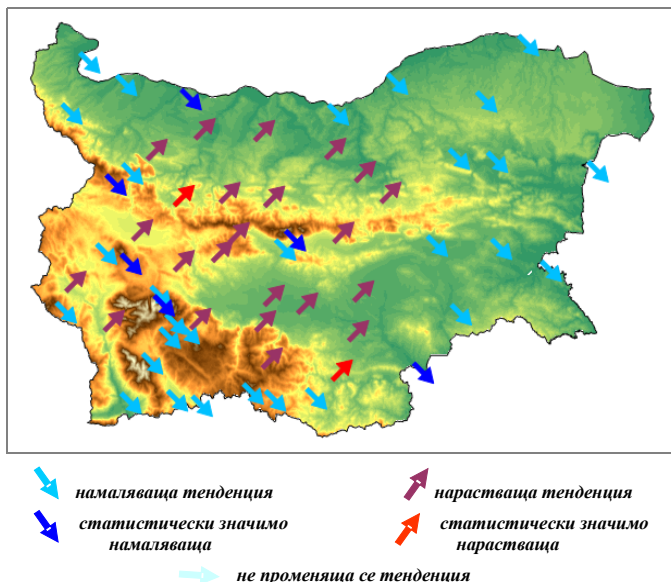 намаляваща тенденция
нарастваща тенденция
статистически значимо
намаляваща
статистически значимо
нарастваща
не променяща се тенденция